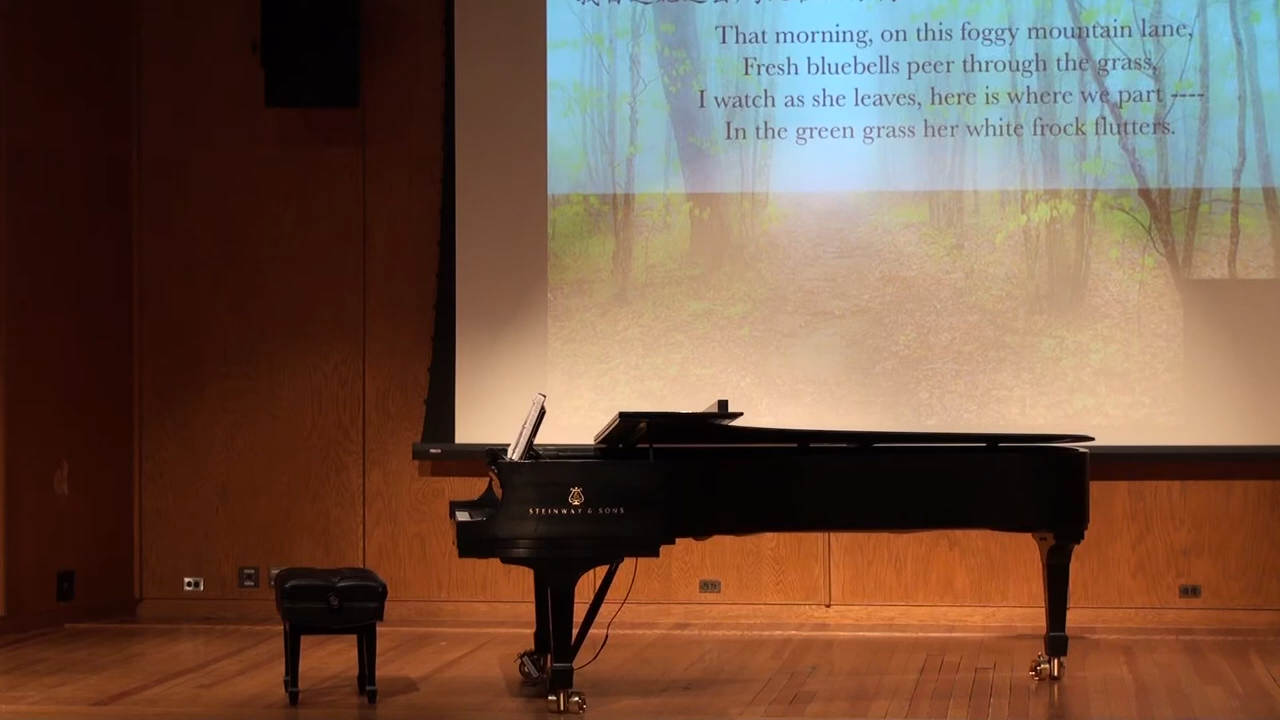 That morning, on this foggy mountain lane,
Fresh bluebells peer through the grass,
I watch as she leaves, here is where we part ----
In the green grass her white frock flutters.
STEINWAY & SONS